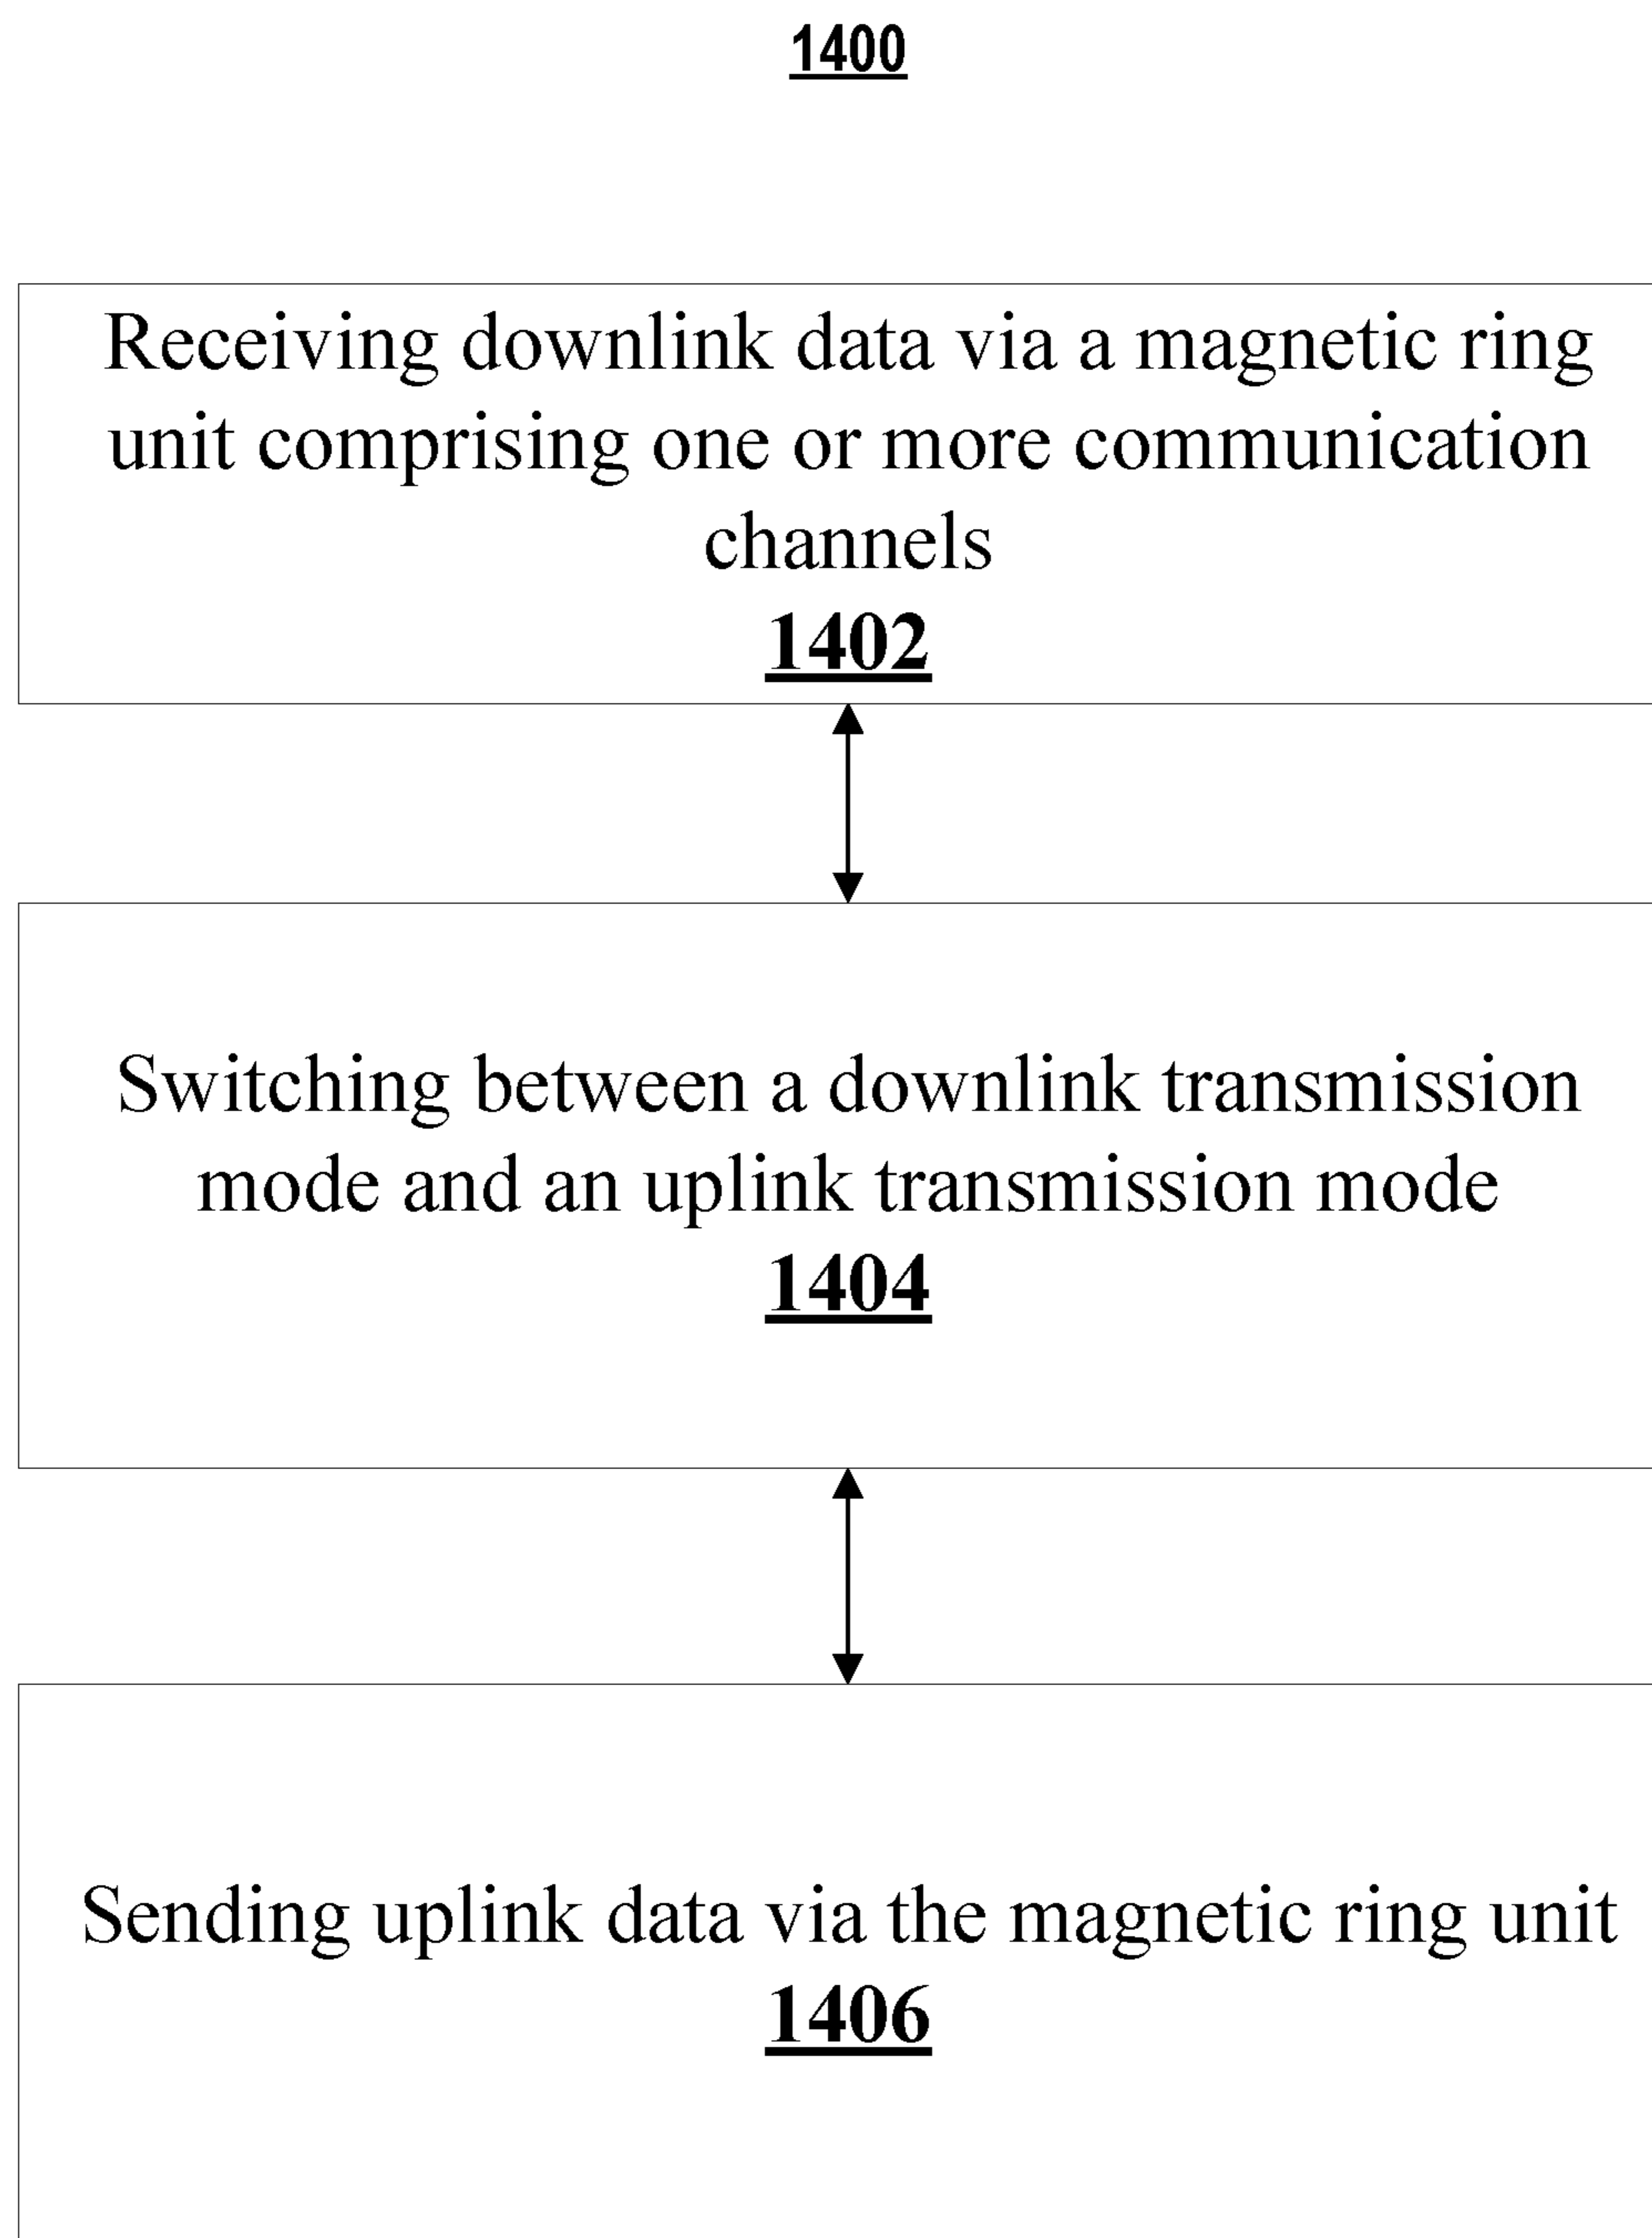 1400
Receiving downlink data via a magnetic ring
unit comprising one or more communication
channels
1402
Switching between a downlink transmission
mode and an uplink transmission mode
1404
Sending uplink data via the magnetic ring unit
1406